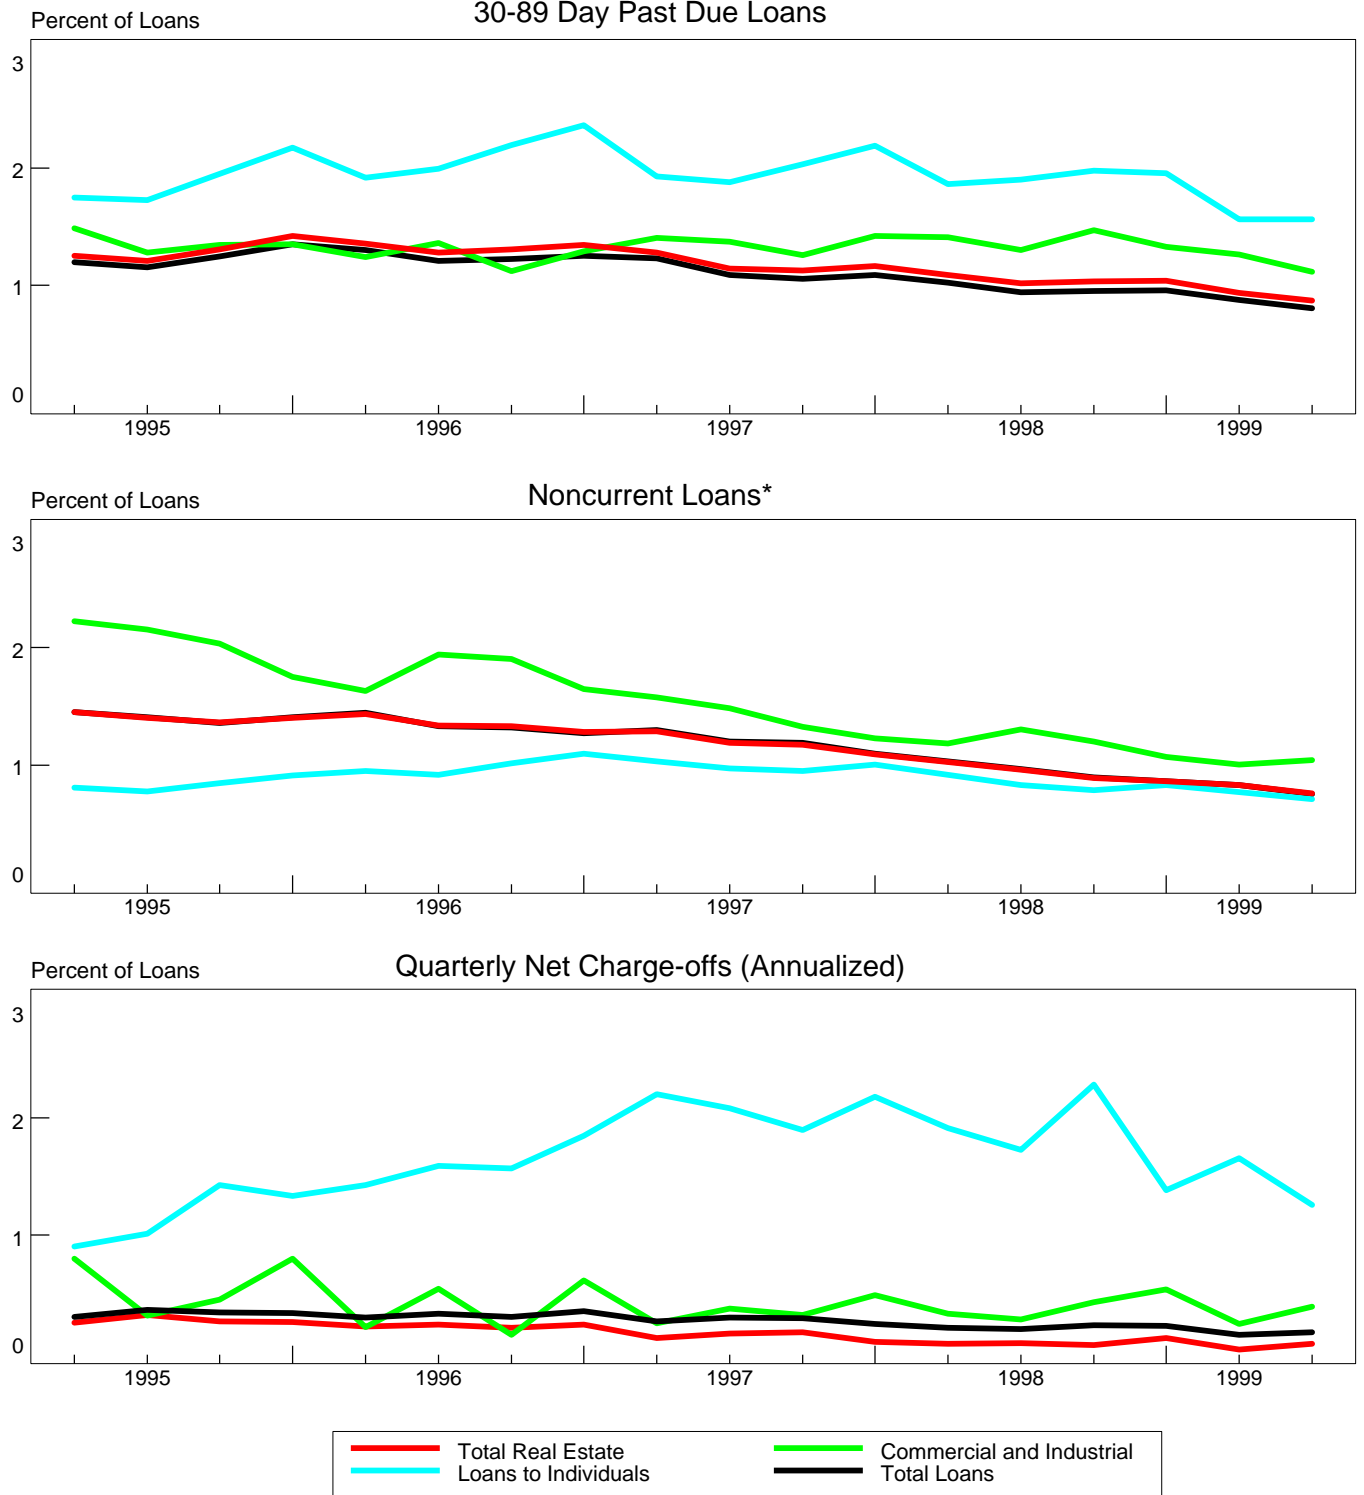 30-89 Day Past Due Loans
Percent of Loans
3
2
1
0
1995 1996 1997 1998 1999
Noncurrent Loans*
Percent of Loans
3
2
1
0
1995 1996 1997 1998 1999
Quarterly Net Charge-offs (Annualized)
Percent of Loans
3
2
1
0
1995 1996 1997 1998 1999
Total Real Estate Commercial and Industrial
Loans to Individuals Total Loans